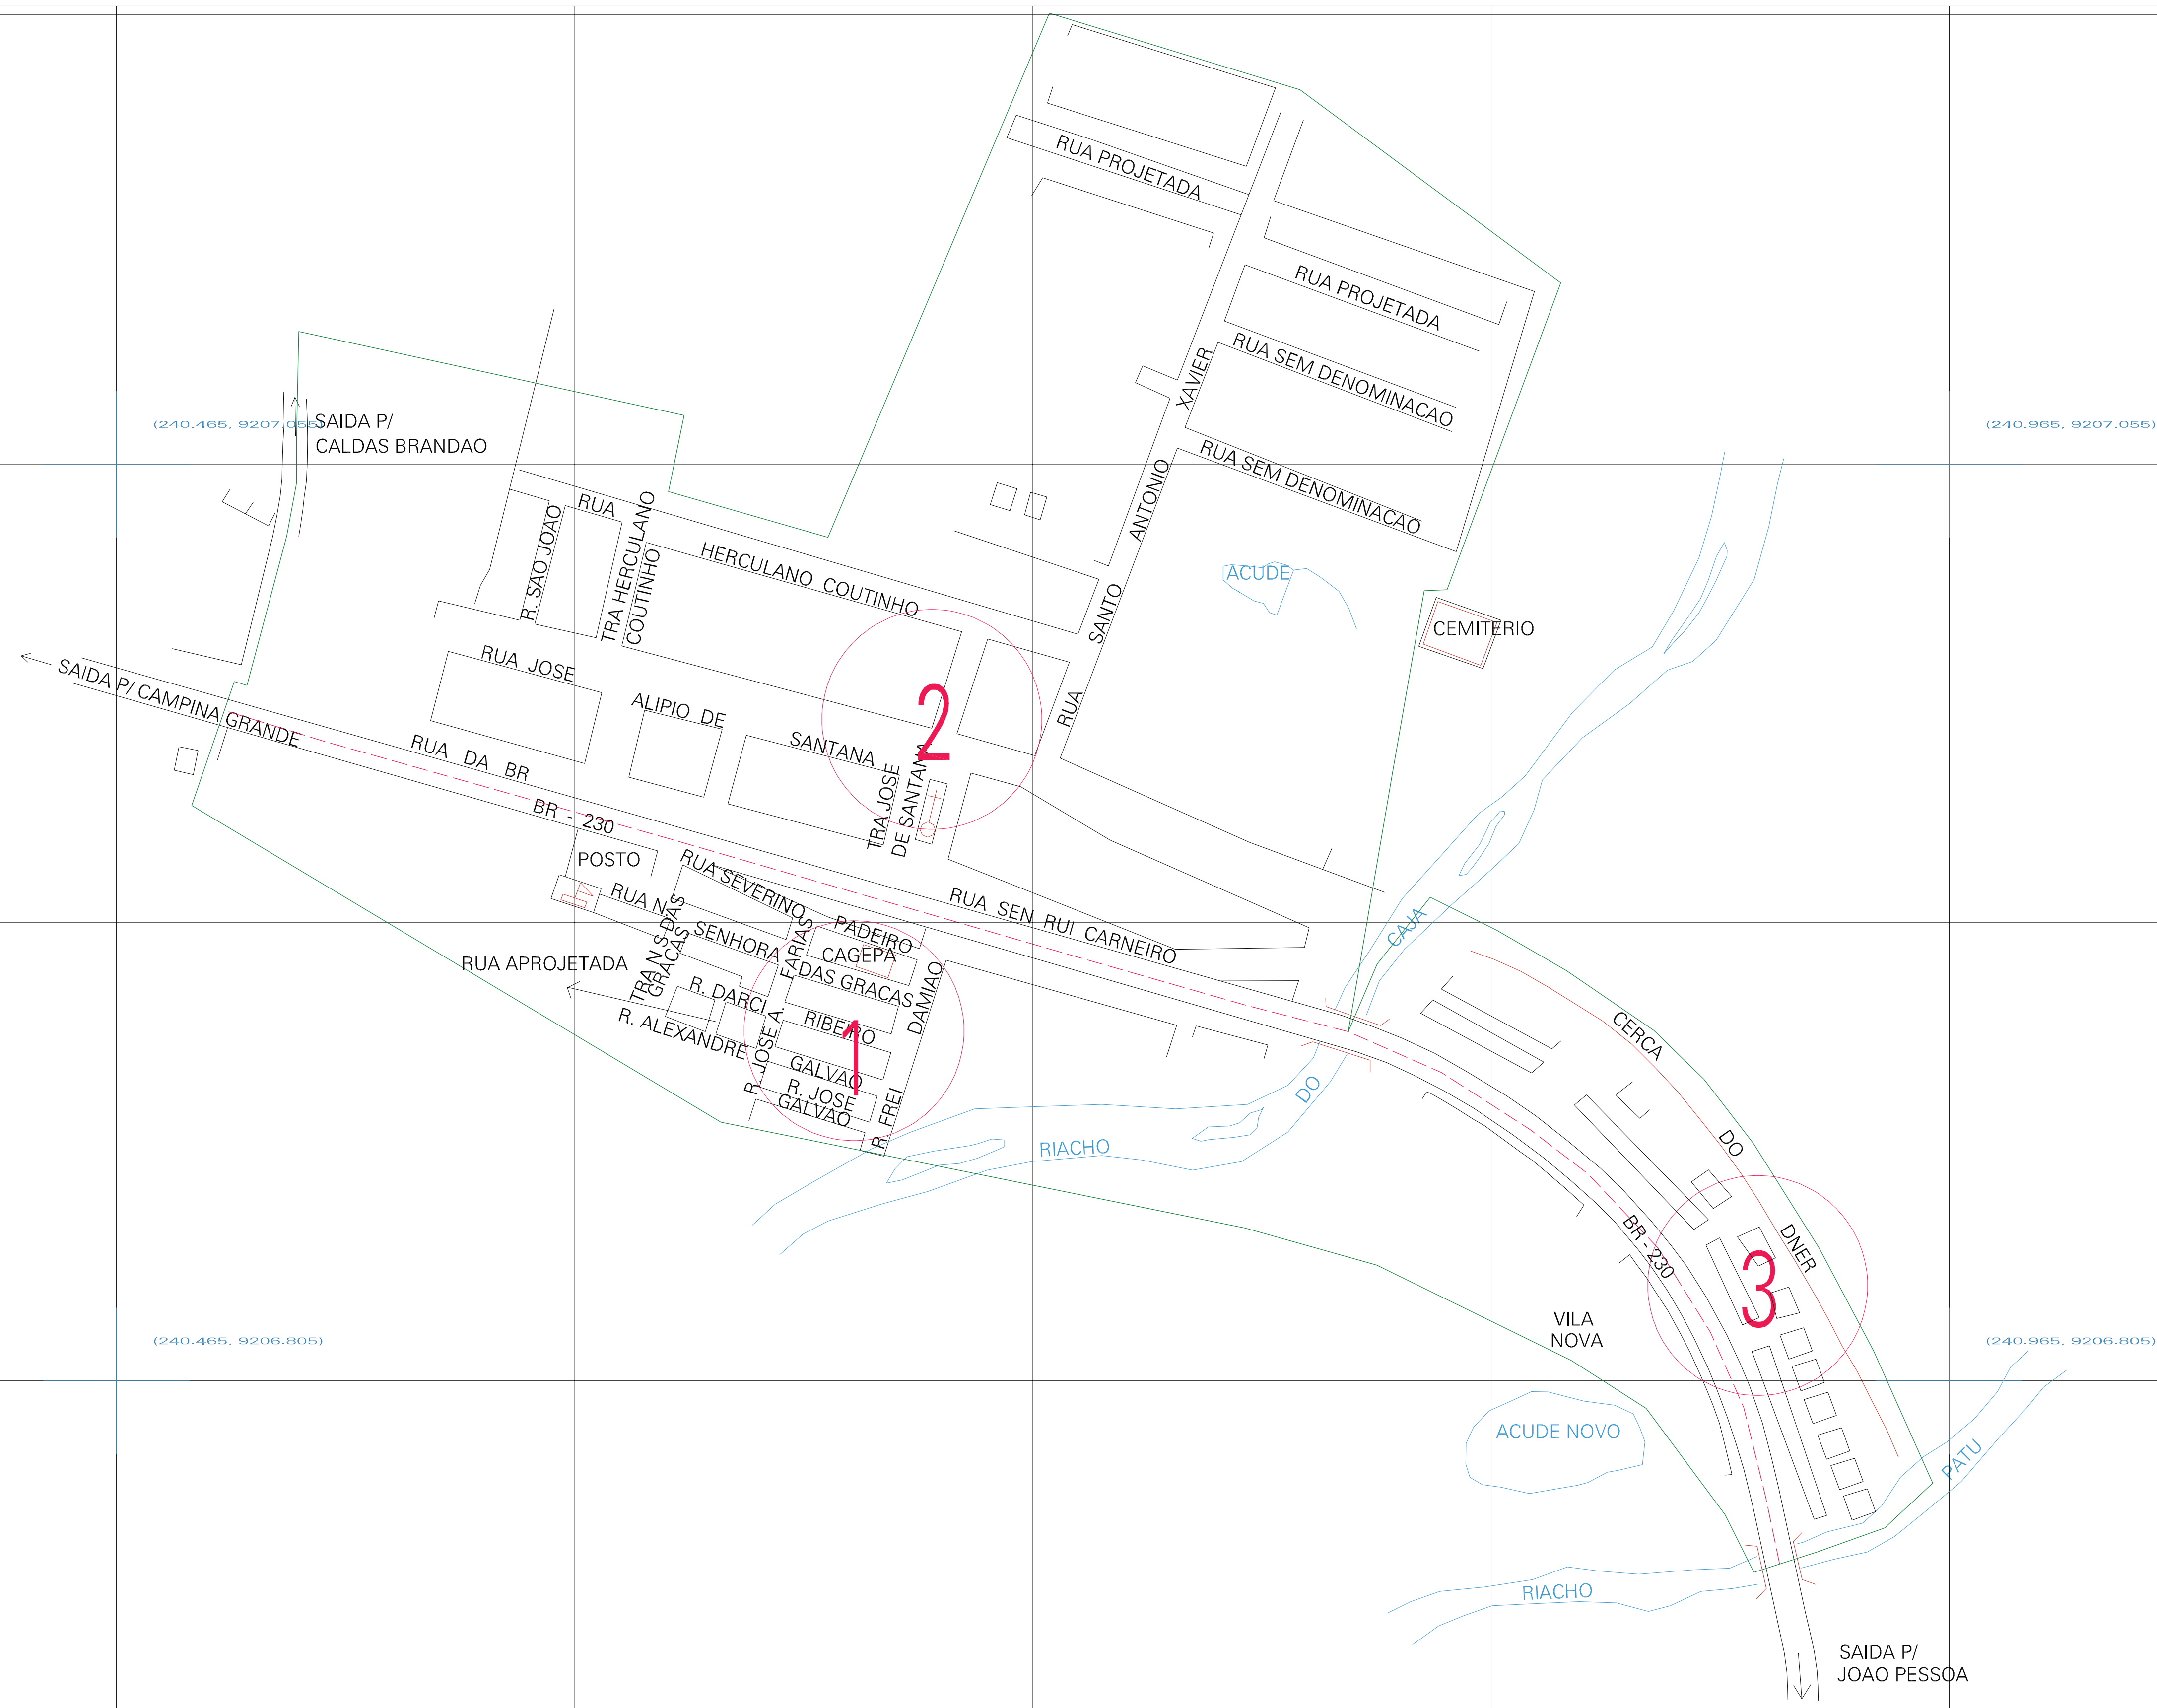 RUA PROJETADA
RUA PROJETADA
RUA SEM DENOMINACAO
RUA SEM DENOMINACAO
(240.465, 9207.055)
SAIDA P/
CALDAS BRANDAO
(240.965, 9207.055)
RUA SANTO ANTONIO XAVIER
RUA HERCULANO COUTINHO
R. SAO JOAO
TRA HERCULANO
COUTINHO
ACUDE
CEMITERIO
RUA JOSE ALIPIO DE SANTANA
SAIDA P/ CAMPINA GRANDE
2
RUA DA BR
BR - 230
TRA JOSE
DE SANTANA
POSTO
RUA SEVERINO PADEIRO
RUA SEN RUI CARNEIRO
RUA N. SENHORA DAS GRACAS
CAGEPA
TRA N.S. DAS
GRACAS
RUA APROJETADA
R. DARCI RIBEIRO
R. ALEXANDRE GALVAO
R. JOSE A. FARIAS
R. JOSE
GALVAO
R. FREI DAMIAO
1
RIACHO DO CAJA
CERCA DO DNER
BR - 230
3
VILA
NOVA
(240.465, 9206.805)
(240.965, 9206.805)
ACUDE NOVO
RIACHO PATU
SAIDA P/
JOAO PESSOA